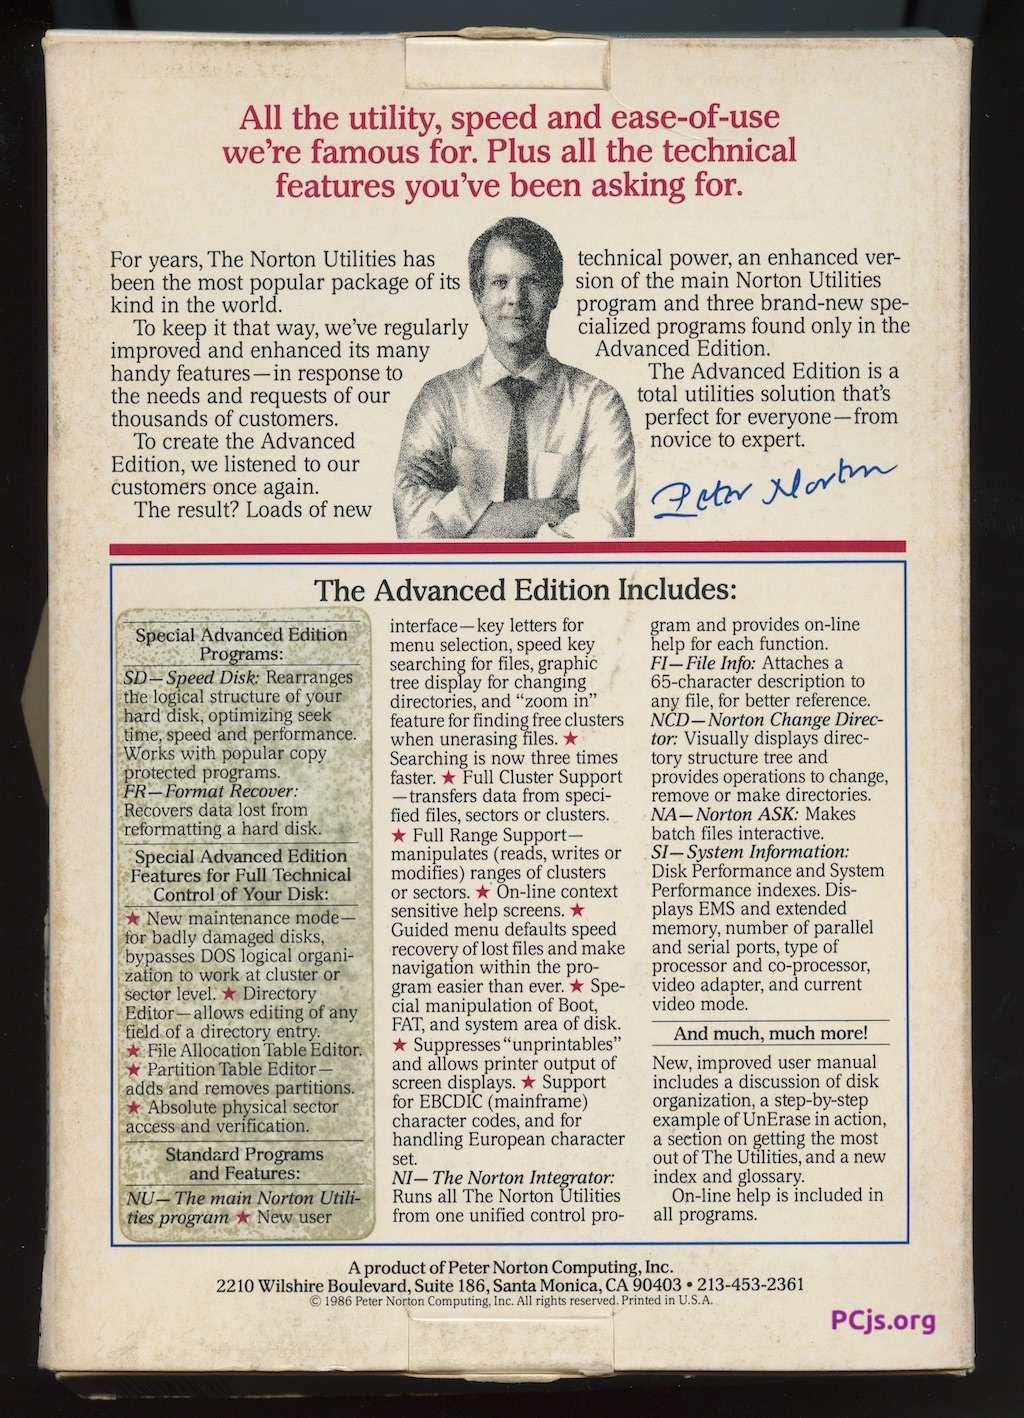 All the utility, speed and ease-of-use
we're famous for. Plus all the technical
features you've been asking for.
For years, The Norton Utilities has
been the most popular package of its
kind in the world.
To keep it that way, we've regularly
improved and enhanced its many
handy features—in response to
the needs and requests of our
thousands of customers.
To create the Advanced
Edition, we listened to our
customers once again.
The result? Loads of new
technical power, an enhanced ver-
sion of the main Norton Utilities
program and three brand-new spe-
cialized programs found only in the
Advanced Edition.
The Advanced Edition is a
total utilities solution that's
perfect for everyone—from
novice to expert.
Peter Norton
The Advanced Edition Includes:
Special Advanced Edition
Programs:
SD—Speed Disk: Rearranges
the logical structure of your
hard disk, optimizing seek
time, speed and performance.
Works with popular copy
protected programs.
FR—Format Recover:
Recovers data lost from
reformatting a hard disk.
Special Advanced Edition
Features for Full Technical
Control of Your Disk:
★ New maintenance mode—
for badly damaged disks,
bypasses DOS logical organi-
zation to work at cluster or
sector level. ★ Directory
Editor—allows editing of any
field of a directory entry.
★ File Allocation Table Editor.
★ Partition Table Editor—
adds and removes partitions.
★ Absolute physical sector
access and verification.
Standard Programs
and Features:
NU—The main Norton Utili-
ties program ★ New user
interface—key letters for
menu selection, speed key
searching for files, graphic
tree display for changing
directories, and "zoom in"
feature for finding free clusters
when unerasing files. ★
Searching is now three times
faster. ★ Full Cluster Support
—transfers data from speci-
fied files, sectors or clusters.
★ Full Range Support—
manipulates (reads, writes or
modifies) ranges of clusters
or sectors. ★ On-line context
sensitive help screens. ★
Guided menu defaults speed
recovery of lost files and make
navigation within the pro-
gram easier than ever. ★ Spe-
cial manipulation of Boot,
FAT, and system area of disk.
★ Suppresses "unprintables"
and allows printer output of
screen displays. ★ Support
for EBCDIC (mainframe)
character codes, and for
handling European character
set.
NI—The Norton Integrator:
Runs all The Norton Utilities
from one unified control pro-
gram and provides on-line
help for each function.
FI—File Info: Attaches a
65-character description to
any file, for better reference.
NCD—Norton Change Direc-
tor: Visually displays direc-
tory structure tree and
provides operations to change,
remove or make directories.
NA—Norton ASK: Makes
batch files interactive.
SI—System Information:
Disk Performance and System
Performance indexes. Dis-
plays EMS and extended
memory, number of parallel
and serial ports, type of
processor and co-processor,
video adapter, and current
video mode.
And much, much more!
New, improved user manual
includes a discussion of disk
organization, a step-by-step
example of UnErase in action,
a section on getting the most
out of The Utilities, and a new
index and glossary.
On-line help is included in
all programs.
A product of Peter Norton Computing, Inc.
2210 Wilshire Boulevard, Suite 186, Santa Monica, CA 90403 • 213-453-2361
© 1986 Peter Norton Computing, Inc. All rights reserved. Printed in U.S.A.
PCjs.org